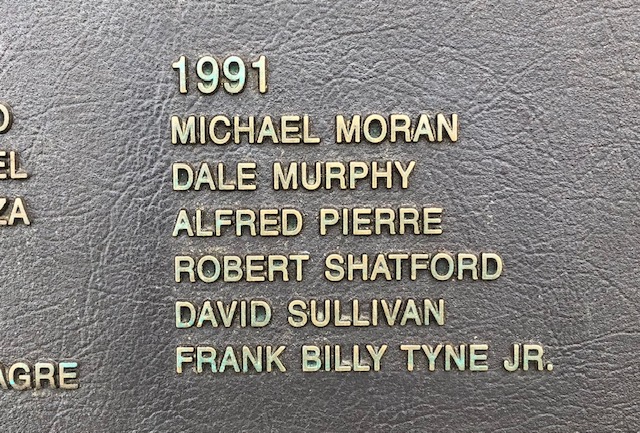 1991
MICHAEL MORAN
DALE MURPHY
ALFRED PIERRE
ROBERT SHATFORD
DAVID SULLIVAN
FRANK BILLY TYNE JR.